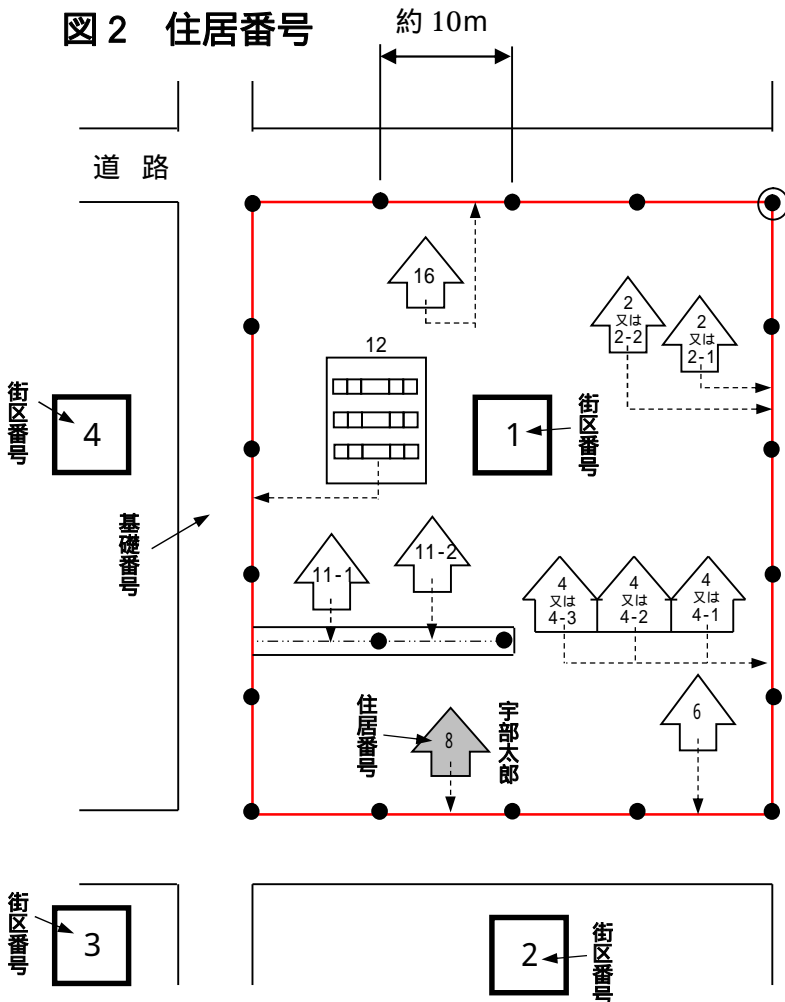 図２ 住居番号
約 10m
道 路
16
2
又は
2-2
2
又は
2-1
12
街区番号
4
1
街区番号
基礎番号
11-1
11-2
4
又は
4-3
4
又は
4-2
4
又は
4-1
住居番号
8
宇部太郎
6
街区番号
3
2
街区番号